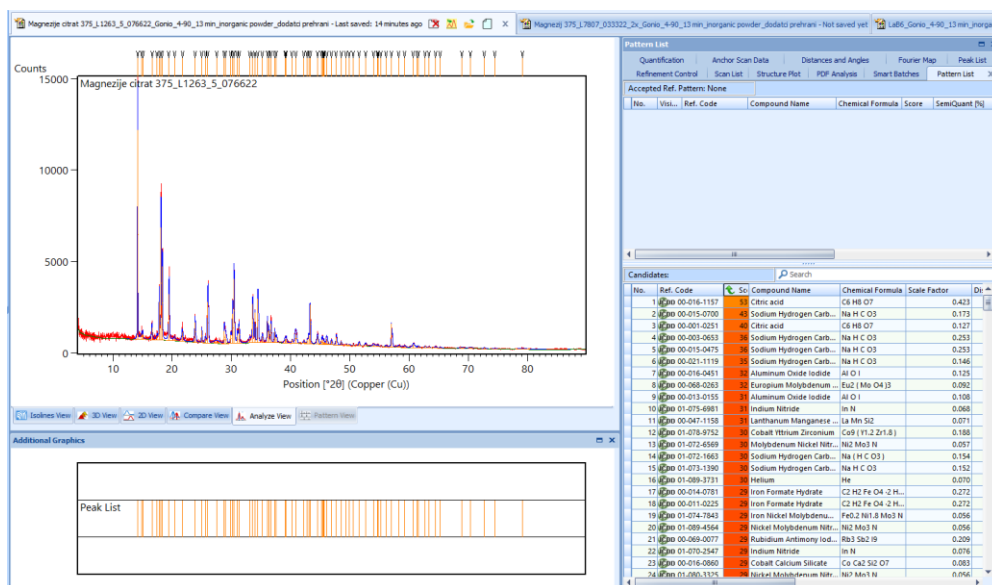 Magnezije citrat 375_L1263_5_076622_Gonio_4-90_13 min_inorganic powder_dodatci prehrani - Last saved: 14 minutes ago
Magnezij 375_L7807_033322_2x_Gonio_4-90_13 min_inorganic powder_dodatci prehrani - Not saved yet
LaB6_Gonio_4-90_13 min_inorga
Counts
Magnezije citrat 375_L1263_5_076622
15000
10000
5000
0
10 20 30 40 50 60 70 80
Position [°2θ] (Copper (Cu))
Isolines View 3D View 2D View Compare View Analyze View Pattern View
Additional Graphics
Peak List
Pattern List
Quantification Anchor Scan Data Distances and Angles Fourier Map Peak List
Refinement Control Scan List Structure Plot PDF Analysis Smart Batches Pattern List
Accepted Ref. Pattern: None
No. Visi... Ref. Code Compound Name Chemical Formula Score SemiQuant [%]
Candidates: Search
No. Ref. Code Sc Compound Name Chemical Formula Scale Factor Dis
1 00-016-1157 53 Citric acid C6 H8 O7 0.423
2 00-015-0700 43 Sodium Hydrogen Carb... Na H C O3 0.173
3 00-001-0251 40 Citric acid C6 H8 O7 0.127
4 00-003-0653 36 Sodium Hydrogen Carb... Na H C O3 0.253
5 00-015-0475 36 Sodium Hydrogen Carb... Na H C O3 0.253
6 00-021-1119 35 Sodium Hydrogen Carb... Na H C O3 0.146
7 00-016-0451 32 Aluminum Oxide Iodide Al O I 0.125
8 00-068-0263 32 Europium Molybdenum ... Eu2 ( Mo O4 )3 0.092
9 00-013-0155 31 Aluminum Oxide Iodide Al O I 0.108
10 01-075-6981 31 Indium Nitride In N 0.068
11 00-047-1158 31 Lanthanum Manganese ... La Mn Si2 0.071
12 01-078-9752 30 Cobalt Yttrium Zirconium Co9 ( Y1.2 Zr1.8 ) 0.188
13 01-072-6569 30 Molybdenum Nickel Nitr... Ni2 Mo3 N 0.057
14 01-072-1663 30 Sodium Hydrogen Carb... Na ( H C O3 ) 0.154
15 01-073-1390 30 Sodium Hydrogen Carb... Na H C O3 0.152
16 01-089-3731 30 Helium He 0.070
17 00-014-0781 29 Iron Formate Hydrate C2 H2 Fe O4 ·2 H... 0.272
18 00-011-0225 29 Iron Formate Hydrate C2 H2 Fe O4 ·2 H... 0.272
19 01-074-7843 29 Iron Nickel Molybdenu... Fe0.2 Ni1.8 Mo3 N 0.056
20 01-089-4564 29 Nickel Molybdenum Nitr... Ni2 Mo3 N 0.056
21 00-069-0077 29 Rubidium Antimony Iod... Rb3 Sb2 I9 0.209
22 01-070-2547 29 Indium Nitride In N 0.076
23 00-016-0860 29 Cobalt Calcium Silicate Co Ca2 Si2 O7 0.083
24 01-080-3325 29 Nickel Molybdenum Nitr... Ni2 Mo3 N 0.056